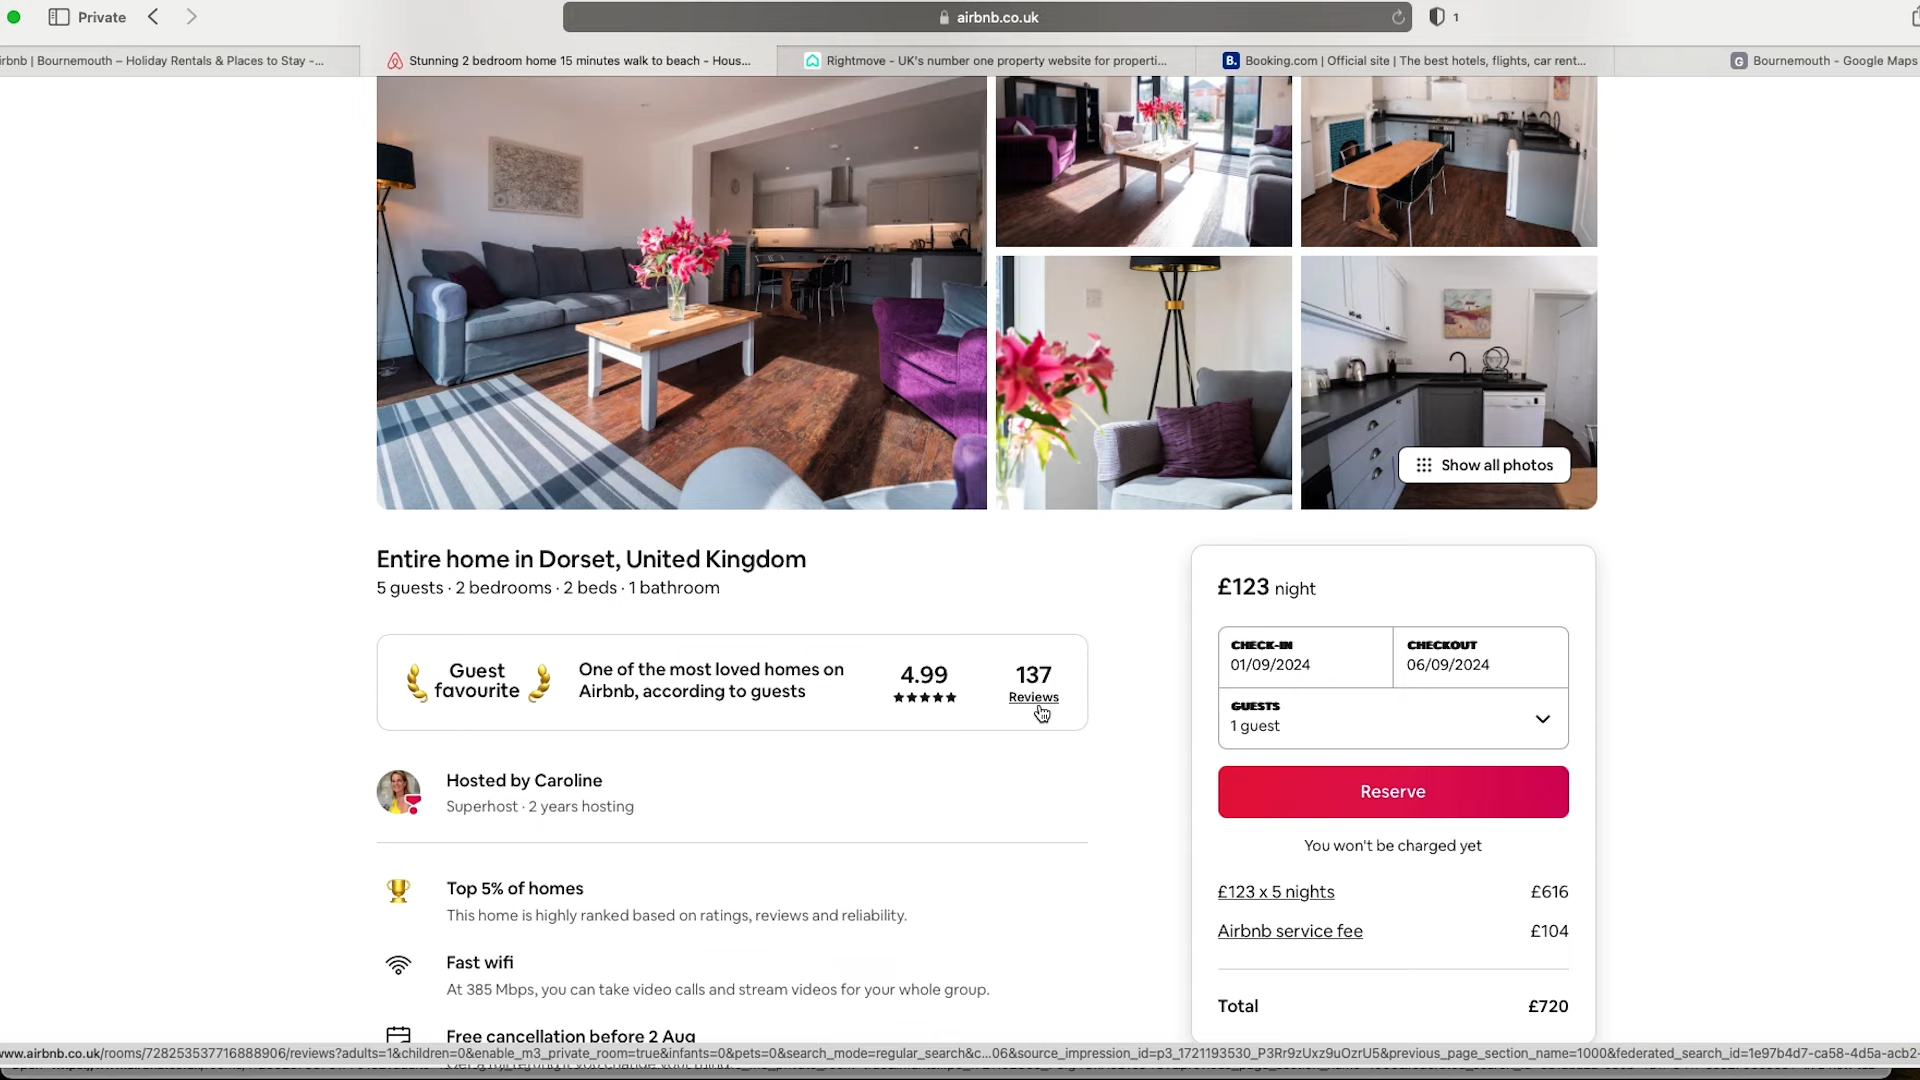 Private
airbnb.co.uk
1
irbnb | Bournemouth – Holiday Rentals & Places to Stay -...
Stunning 2 bedroom home 15 minutes walk to beach - Hous...
Rightmove - UK's number one property website for properti...
B. Booking.com | Official site | The best hotels, flights, car rent...
G Bournemouth - Google Maps
Show all photos
Entire home in Dorset, United Kingdom
5 guests · 2 bedrooms · 2 beds · 1 bathroom
Guest favourite
One of the most loved homes on
Airbnb, according to guests
4.99
137
Reviews
Hosted by Caroline
Superhost · 2 years hosting
Top 5% of homes
This home is highly ranked based on ratings, reviews and reliability.
Fast wifi
At 385 Mbps, you can take video calls and stream videos for your whole group.
Free cancellation before 2 Aug
£123 night
CHECK-IN
01/09/2024
CHECKOUT
06/09/2024
GUESTS
1 guest
Reserve
You won't be charged yet
£123 x 5 nights £616
Airbnb service fee £104
Total £720
www.airbnb.co.uk/rooms/728253537716888906/reviews?adults=1&children=0&enable_m3_private_room=true&infants=0&pets=0&search_mode=regular_search&c...06&source_impression_id=p3_1721193530_P3Rr9zUxz9uOzrU5&previous_page_section_name=1000&federated_search_id=1e97b4d7-ca58-4d5a-acb2-